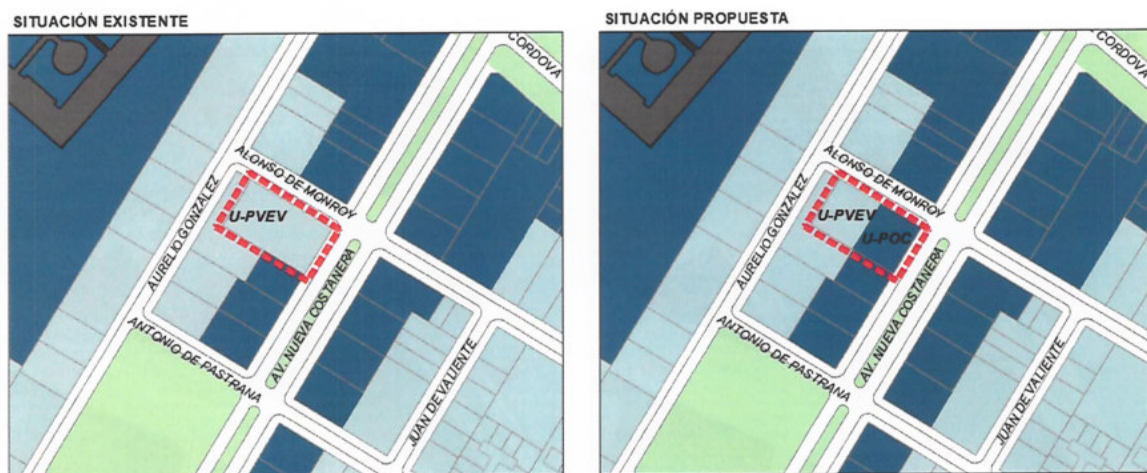 SITUACIÓN EXISTENTE
CORDOVA
ALONSO DE MONROY
U-PVEV
AURELIO GONZALEZ
AV. NUEVA COSTANERA
ANTONIO DE PASTRANA
JUAN DE VALIENTE
SITUACIÓN PROPUESTA
CORDOVA
ALONSO DE MONROY
U-PVEV
U-POC
AURELIO GONZALEZ
AV. NUEVA COSTANERA
ANTONIO DE PASTRANA
JUAN DE VALIENTE